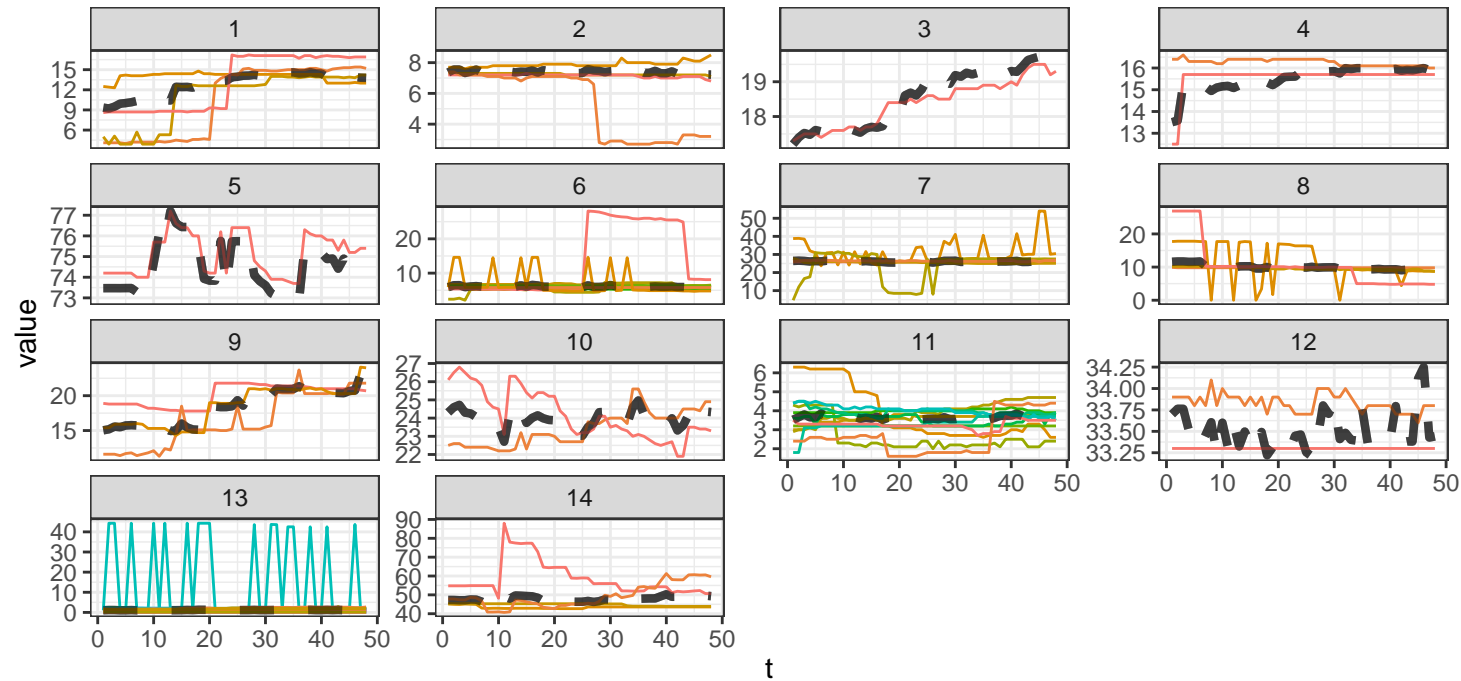 1 2 3 4
15 12 9 6
8 6 4
19 18
16 15 14 13
5 6 7 8
77 76 75 74 73
20 10
50 40 30 20 10
20 10 0
value
9 10 11 12
20 15
27 26 25 24 23 22
6 5 4 3 2
34.25 34.00 33.75 33.50 33.25
0 10 20 30 40 50
0 10 20 30 40 50
13 14
40 30 20 10 0
90 80 70 60 50 40
0 10 20 30 40 50
0 10 20 30 40 50
t